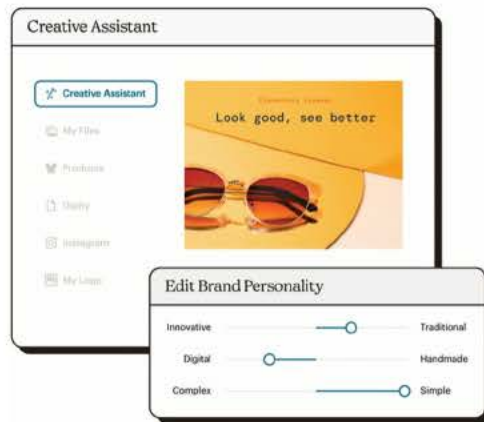 Creative Assistant
Creative Assistant
My Files
Products
Giphy
Instagram
My Logo
Look good, see better
Edit Brand Personality
Innovative
Traditional
Digital
Handmade
Complex
Simple